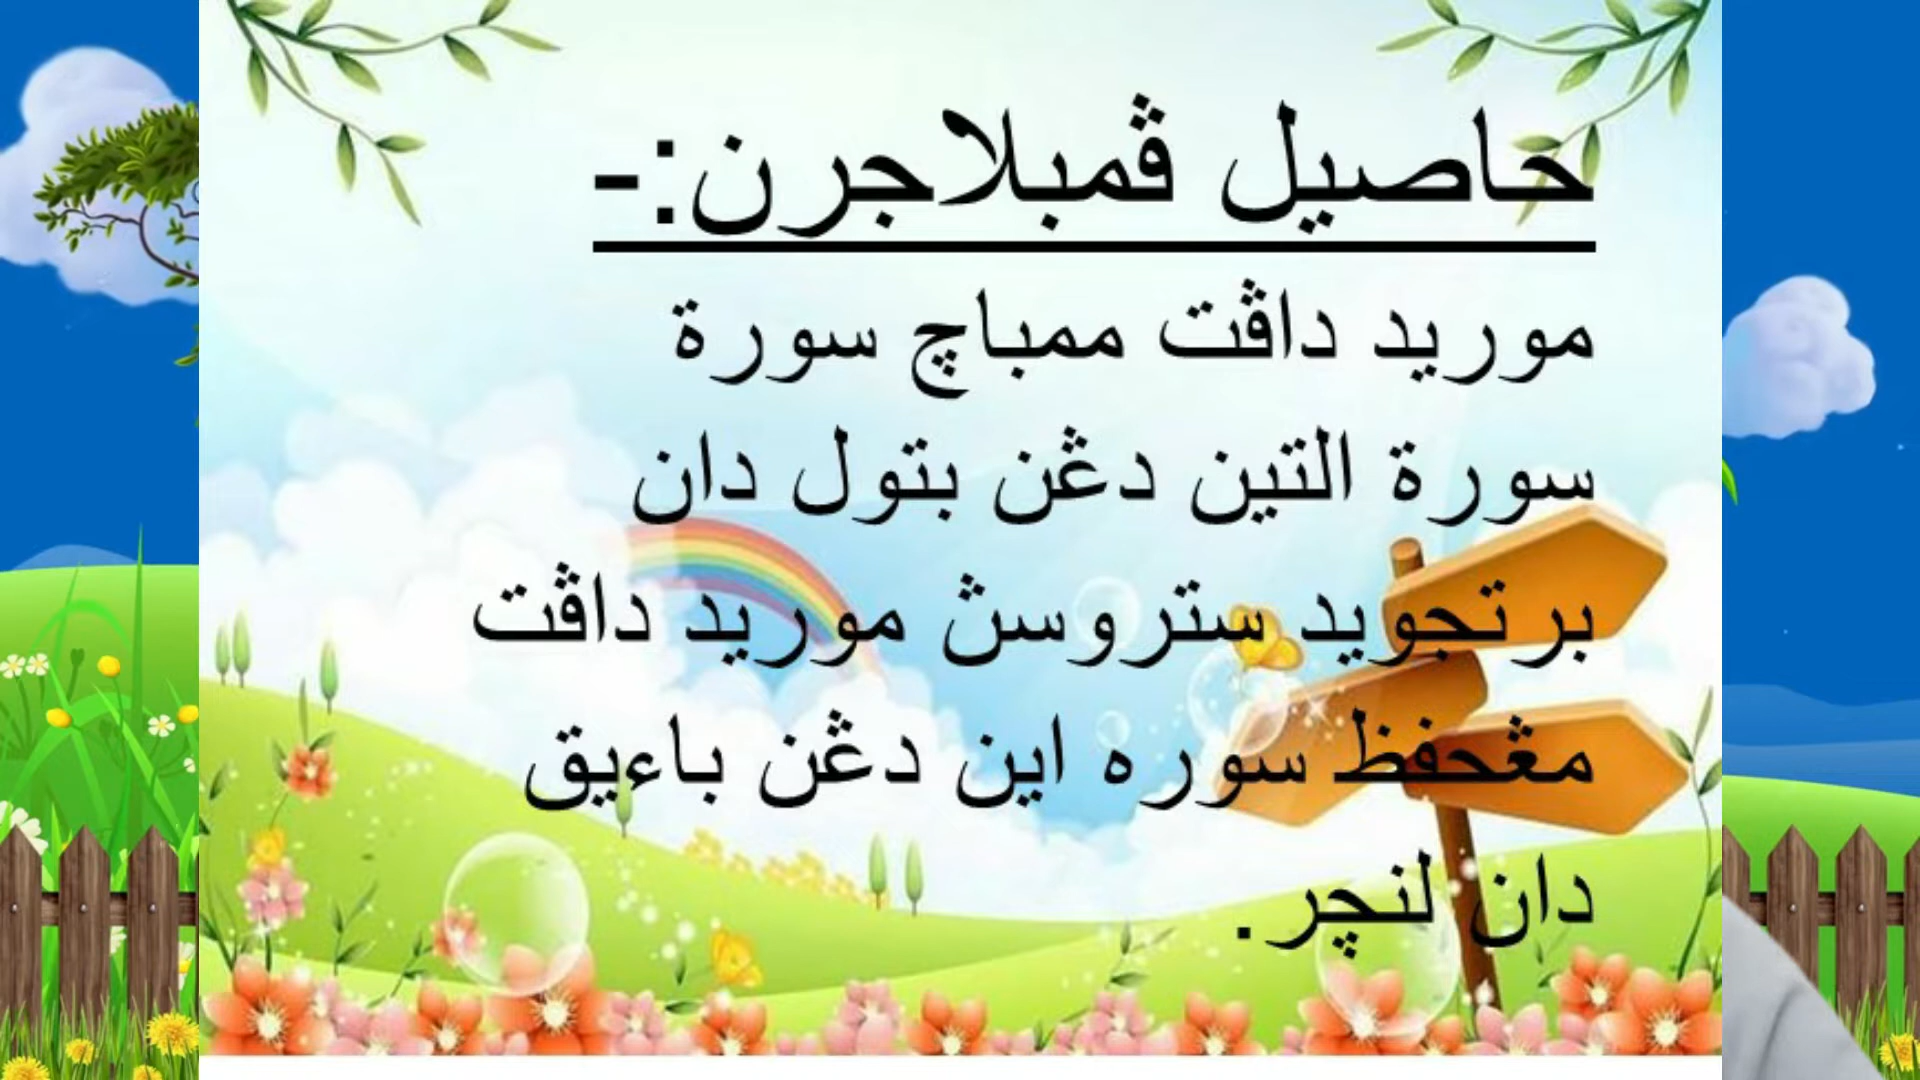 حاصيل ڤمبلاجرن:-
موريد داڤت ممباچ سورة
سورة التين دڠن بتول دان
برتجويد ستروسڽ موريد داڤت
مڠحفظ سوره اين دڠن باءيق
دان لنچر.